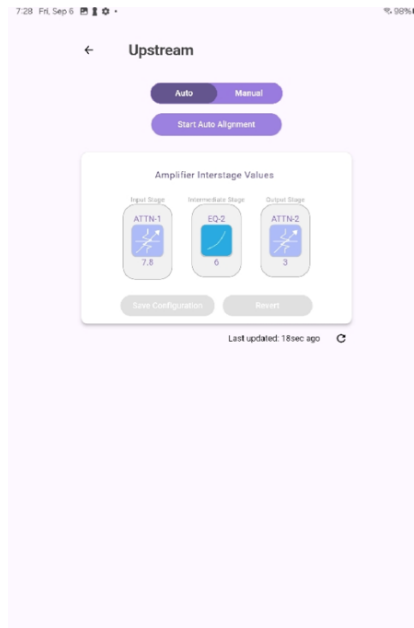 7:28 Fri, Sep 6
98%
Upstream
Auto Manual
Start Auto Alignment
Amplifier Interstage Values
Input Stage Intermediate Stage Output Stage
ATTN-1 EQ-2 ATTN-2
7.8 6 3
Save Configuration Revert
Last updated: 18sec ago